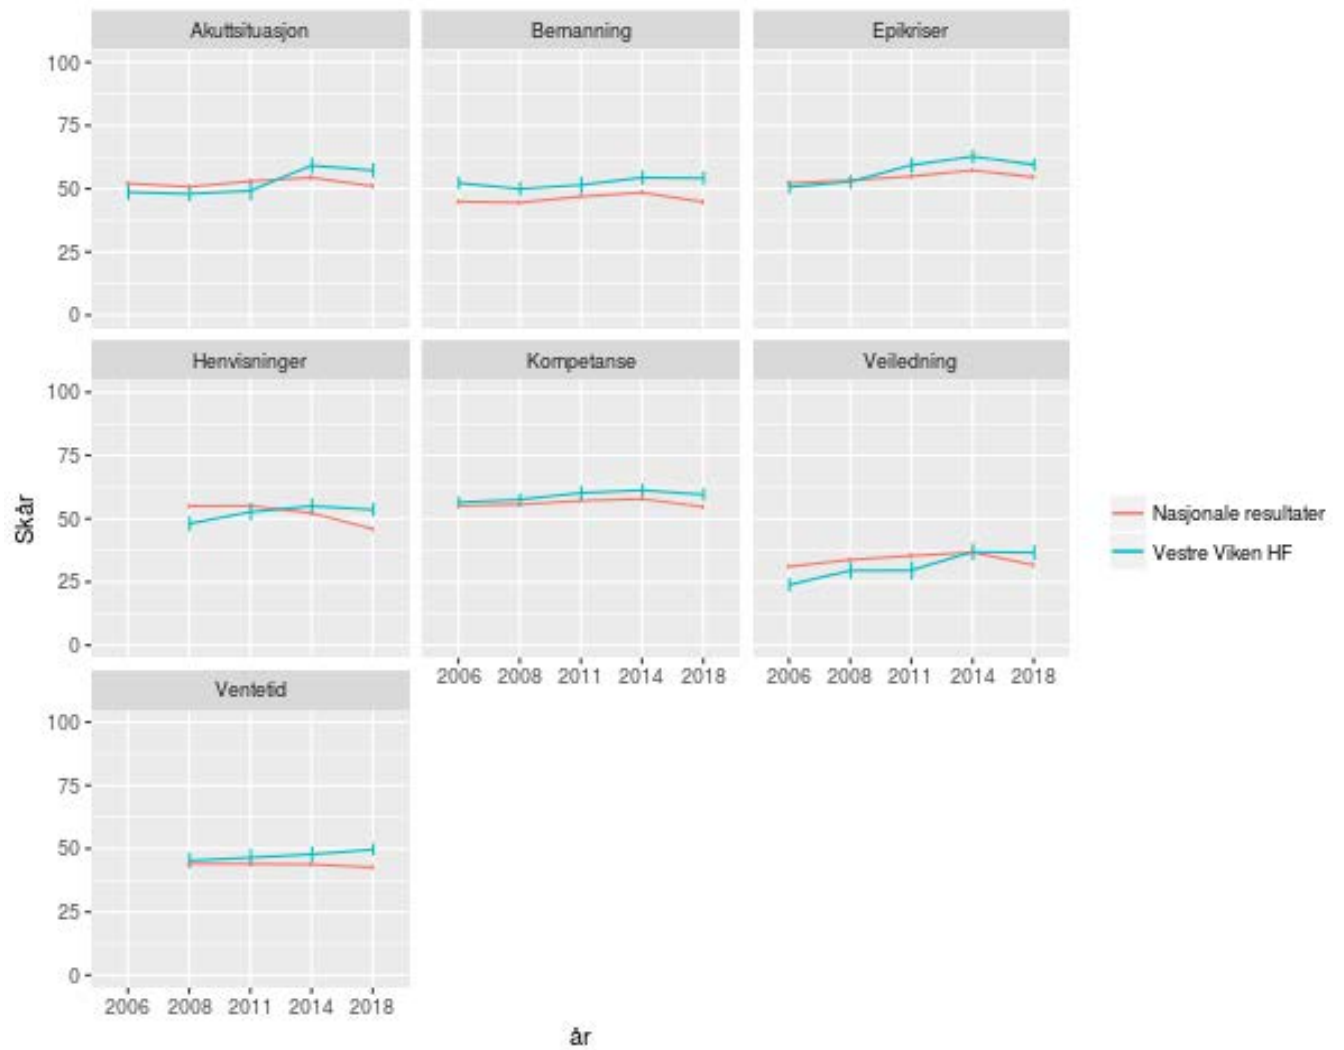 Akuttsituasjon
Bemanning
Epikriser
100
75
50
25
0
Henvisninger
Kompetanse
Veiledning
100
75
50
25
0
Skår
Nasjonale resultater
Vestre Viken HF
2006 2008 2011 2014 2018
2006 2008 2011 2014 2018
Ventetid
100
75
50
25
0
2006 2008 2011 2014 2018
år